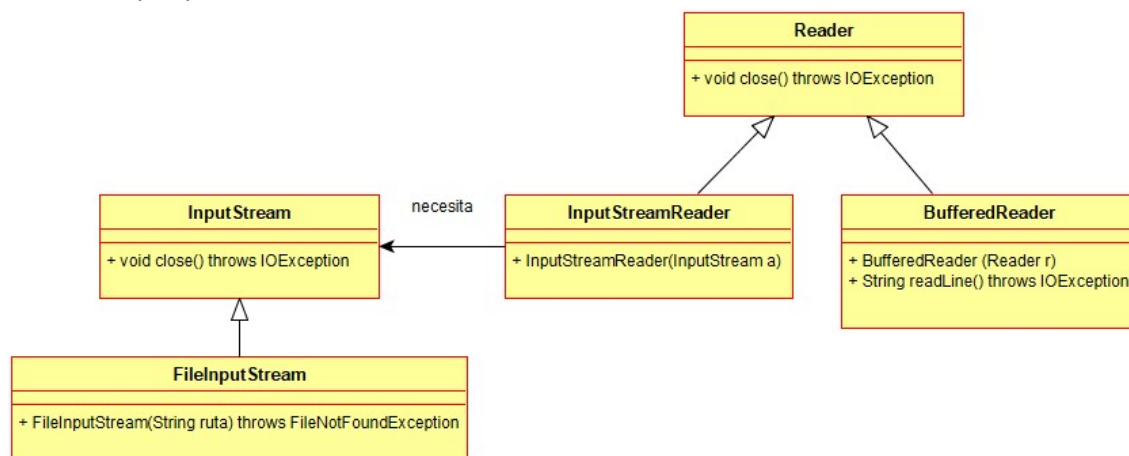 Reader
+ void close() throws IOException
InputStream
+ void close() throws IOException
necesita
InputStreamReader
+ InputStreamReader(InputStream a)
BufferedReader
+ BufferedReader (Reader r)
+ String readLine() throws IOException
FileInputStream
+ FileInputStream(String ruta) throws FileNotFoundException